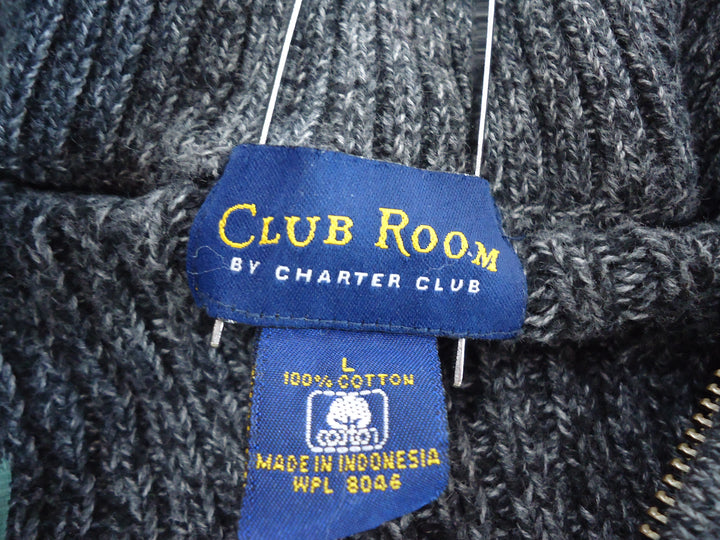 CLUB ROOM
BY CHARTER CLUB
L
100% COTTON
cotton
MADE IN INDONESIA
WPL 8046